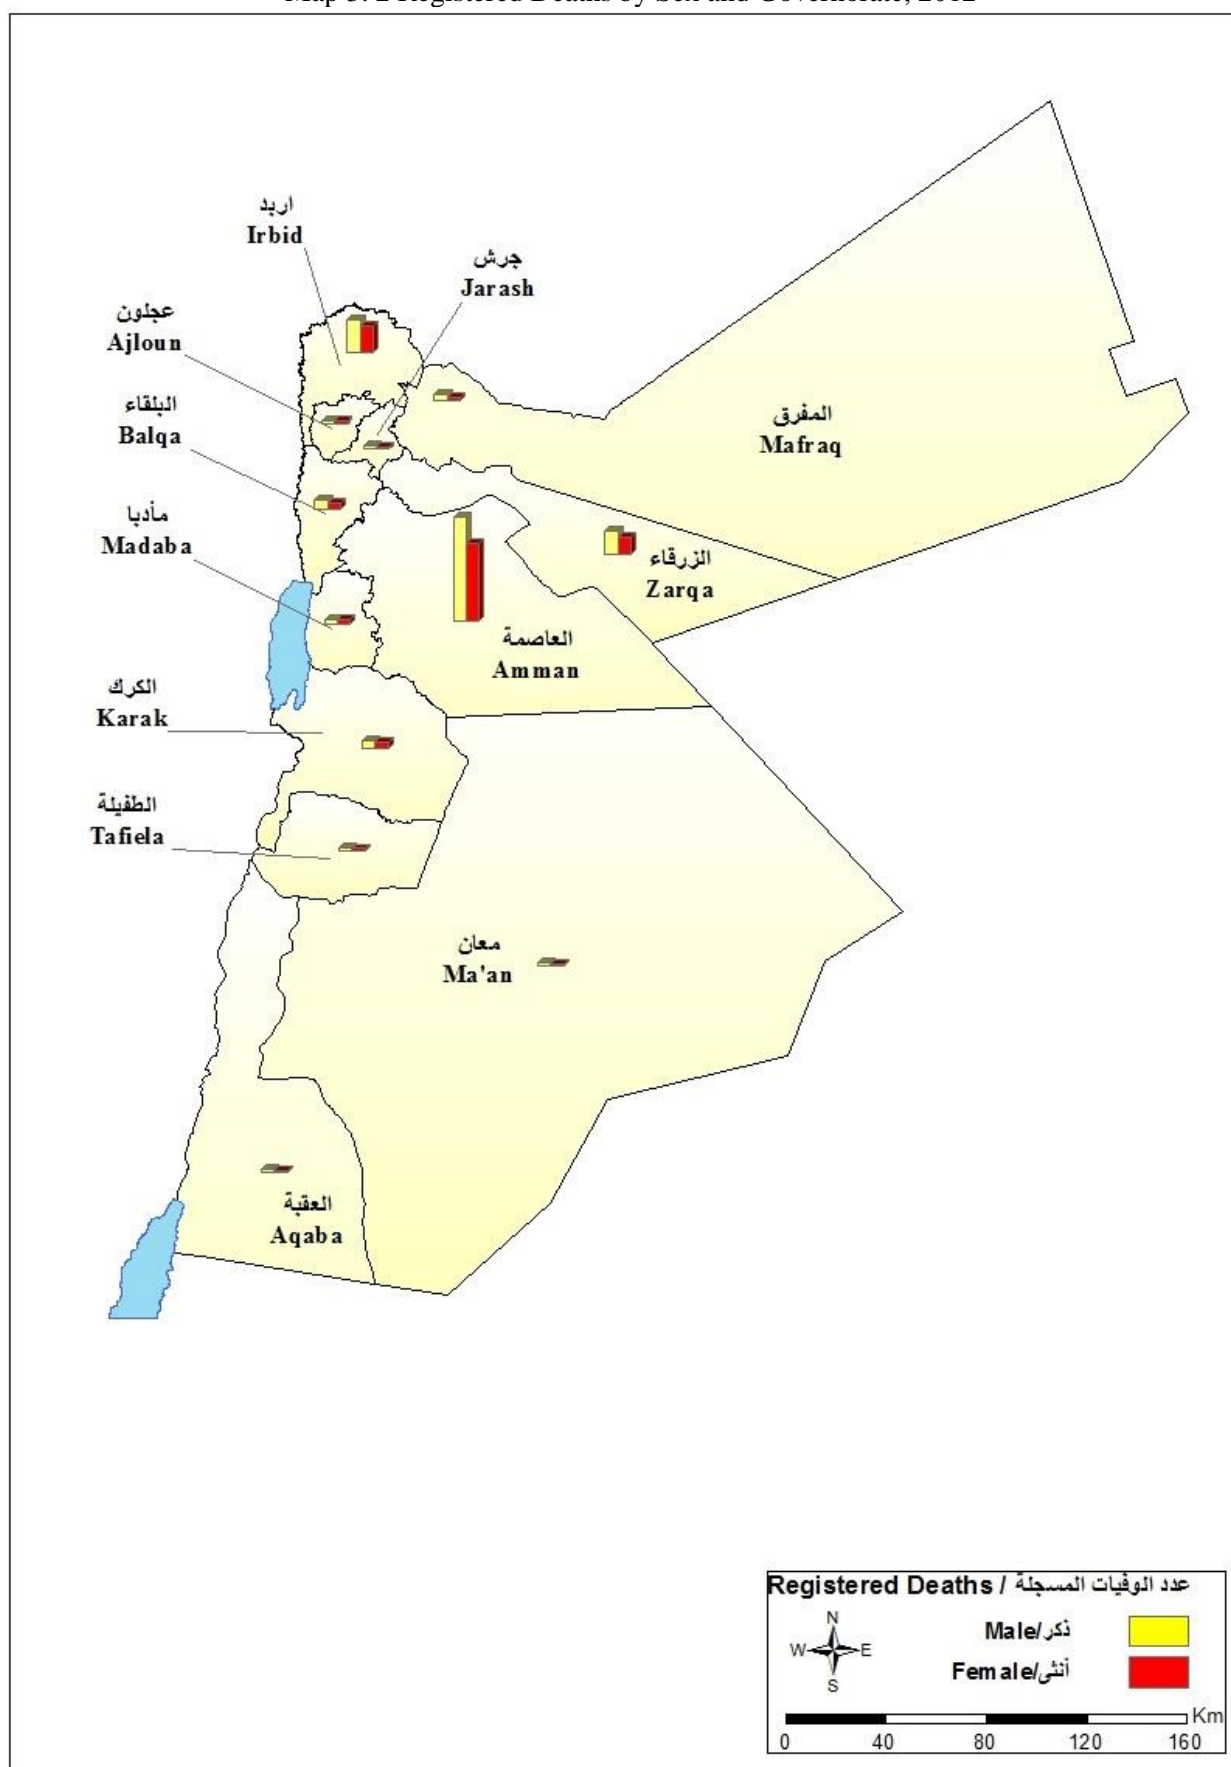 Map 3. 2 Registered Deaths by Sex and Governorate, 2012
اربد
Irbid
جرش
Jarash
عجلون
Ajloun
البلقاء
Balqa
المفرق
Mafraq
مأدبا
Madaba
الزرقاء
Zarqa
العاصمة
Amman
الكرك
Karak
الطفيلة
Tafiela
معان
Ma'an
العقبة
Aqaba
Registered Deaths / عدد الوفيات المسجلة
N
W E
S
Male/ذكر
Female/أنثى
Km
0 40 80 120 160